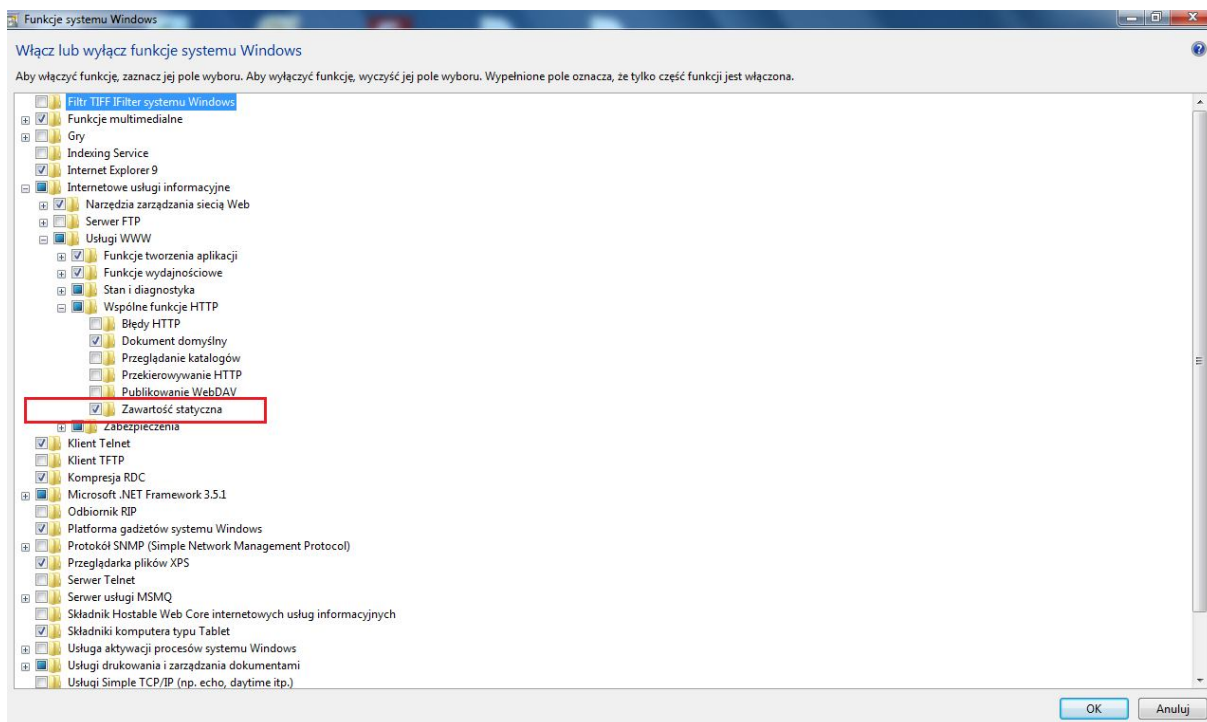 Funkcje systemu Windows
Włącz lub wyłącz funkcje systemu Windows
Aby włączyć funkcję, zaznacz jej pole wyboru. Aby wyłączyć funkcję, wyczyść jej pole wyboru. Wypełnione pole oznacza, że tylko część funkcji jest włączona.
Filtr TIFF IFilter systemu Windows
Funkcje multimedialne
Gry
Indexing Service
Internet Explorer 9
Internetowe usługi informacyjne
Narzędzia zarządzania siecią Web
Serwer FTP
Usługi WWW
Funkcje tworzenia aplikacji
Funkcje wydajnościowe
Stan i diagnostyka
Wspólne funkcje HTTP
Błędy HTTP
Dokument domyślny
Przeglądanie katalogów
Przekierowywanie HTTP
Publikowanie WebDAV
Zawartość statyczna
Zabezpieczenia
Klient Telnet
Klient TFTP
Kompresja RDC
Microsoft .NET Framework 3.5.1
Odbiornik RIP
Platforma gadżetów systemu Windows
Protokół SNMP (Simple Network Management Protocol)
Przeglądarka plików XPS
Serwer Telnet
Serwer usługi MSMQ
Składnik Hostable Web Core internetowych usług informacyjnych
Składniki komputera typu Tablet
Usługa aktywacji procesów systemu Windows
Usługi drukowania i zarządzania dokumentami
Usługi Simple TCP/IP (np. echo, daytime itp.)
OK Anuluj